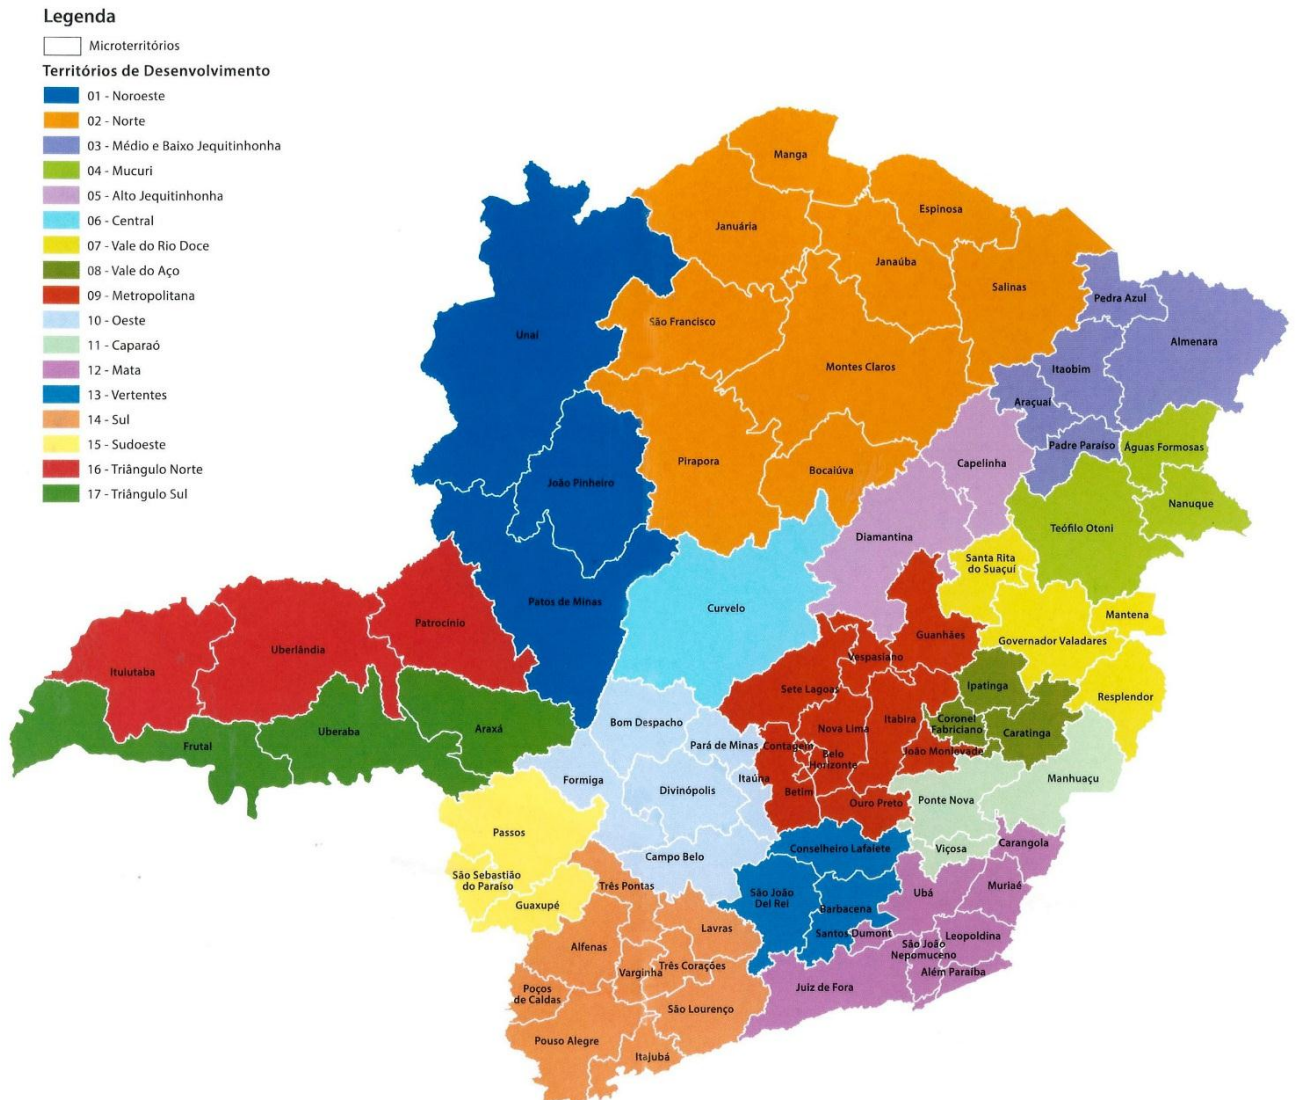 Legenda
Microterritórios
Territórios de Desenvolvimento
01 - Noroeste
02 - Norte
03 - Médio e Baixo Jequitinhonha
04 - Mucuri
05 - Alto Jequitinhonha
06 - Central
07 - Vale do Rio Doce
08 - Vale do Aço
09 - Metropolitana
10 - Oeste
11 - Caparaó
12 - Mata
13 - Vertentes
14 - Sul
15 - Sudoeste
16 - Triângulo Norte
17 - Triângulo Sul
Manga
Espinosa
Januária
Janaúba
Salinas
Pedra Azul
São Francisco
Unaí
Almenara
Montes Claros
Itaobim
Araçuaí
Padre Paraíso
Águas Formosas
Pirapora
Capelinha
Bocaiúva
João Pinheiro
Nanuque
Teófilo Otoni
Diamantina
Santa Rita
do Suaçuí
Patos de Minas
Curvelo
Mantena
Patrocínio
Guanhães
Governador Valadares
Uberlândia
Vespasiano
Ituiutaba
Ipatinga
Sete Lagoas
Resplendor
Itabira
Coronel
Fabriciano
Bom Despacho
Araxá
Nova Lima
Uberaba
Caratinga
Frutal
Pará de Minas
Contagem
João Monlevade
Belo
Horizonte
Formiga
Itaúna
Manhuaçu
Divinópolis
Betim
Ponte Nova
Ouro Preto
Passos
Carangola
Conselheiro Lafaiete
Viçosa
Campo Belo
São Sebastião
do Paraíso
Três Pontas
Muriaé
São João
Del Rei
Ubá
Guaxupé
Barbacena
Lavras
Santos Dumont
Leopoldina
Alfenas
São João
Nepomuceno
Três Corações
Varginha
Além Paraíba
Poços
de Caldas
Juiz de Fora
São Lourenço
Pouso Alegre
Itajubá